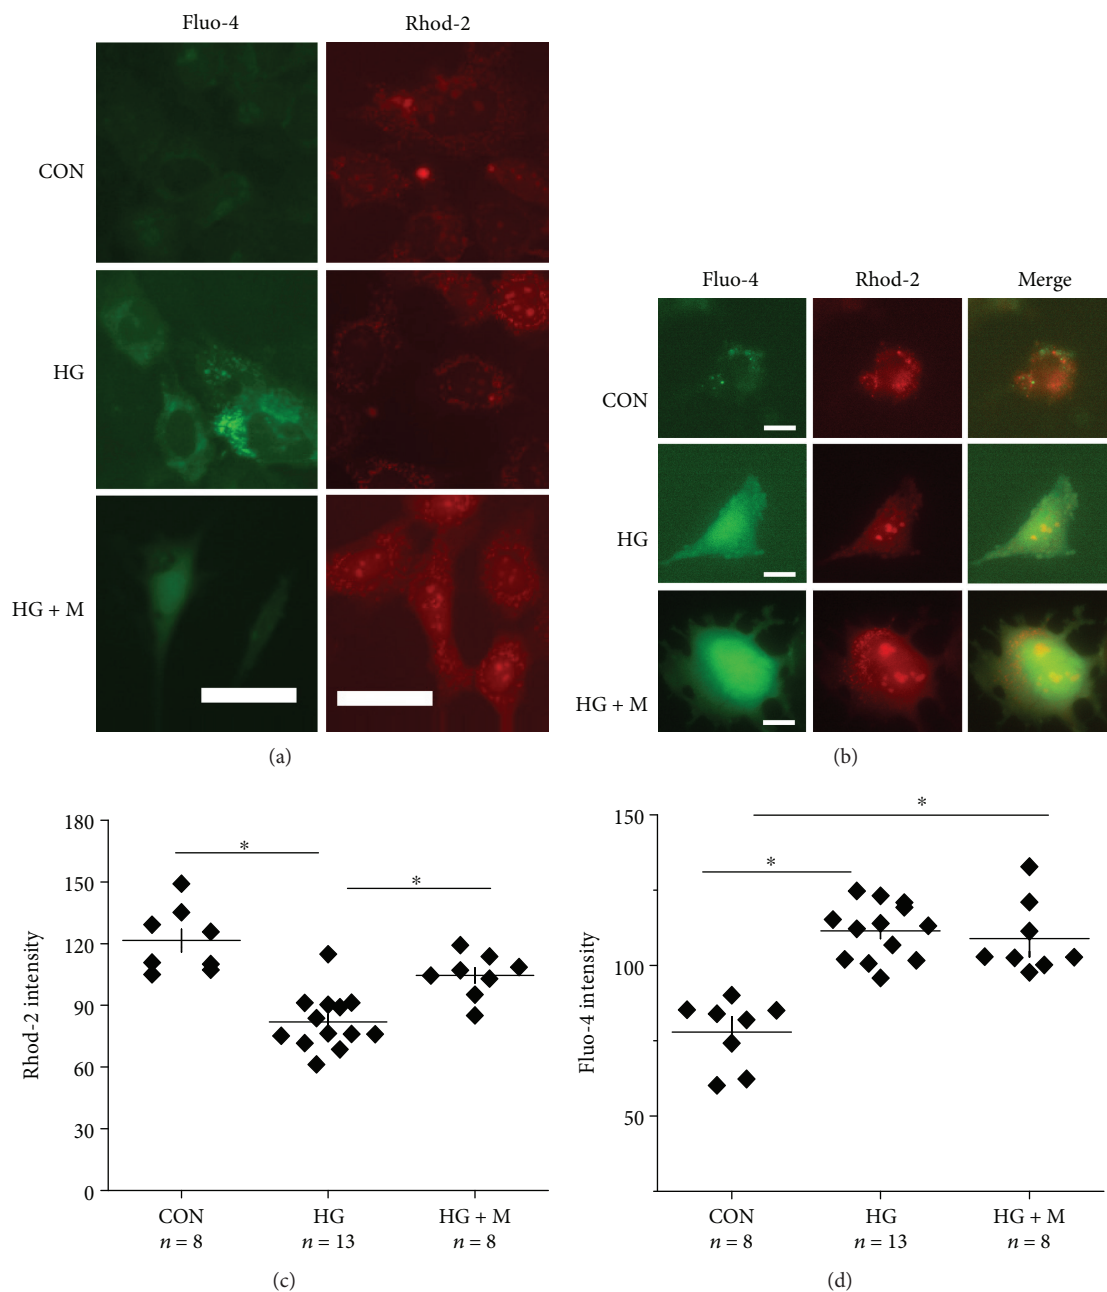 Fluo-4 Rhod-2
CON
HG
HG + M
(a)
Fluo-4 Rhod-2 Merge
CON
HG
HG + M
(b)
180
150
120
90
60
30
0
Rhod-2 intensity
*
*
CON HG HG + M
n = 8 n = 13 n = 8
(c)
150
100
50
Fluo-4 intensity
*
*
CON HG HG + M
n = 8 n = 13 n = 8
(d)